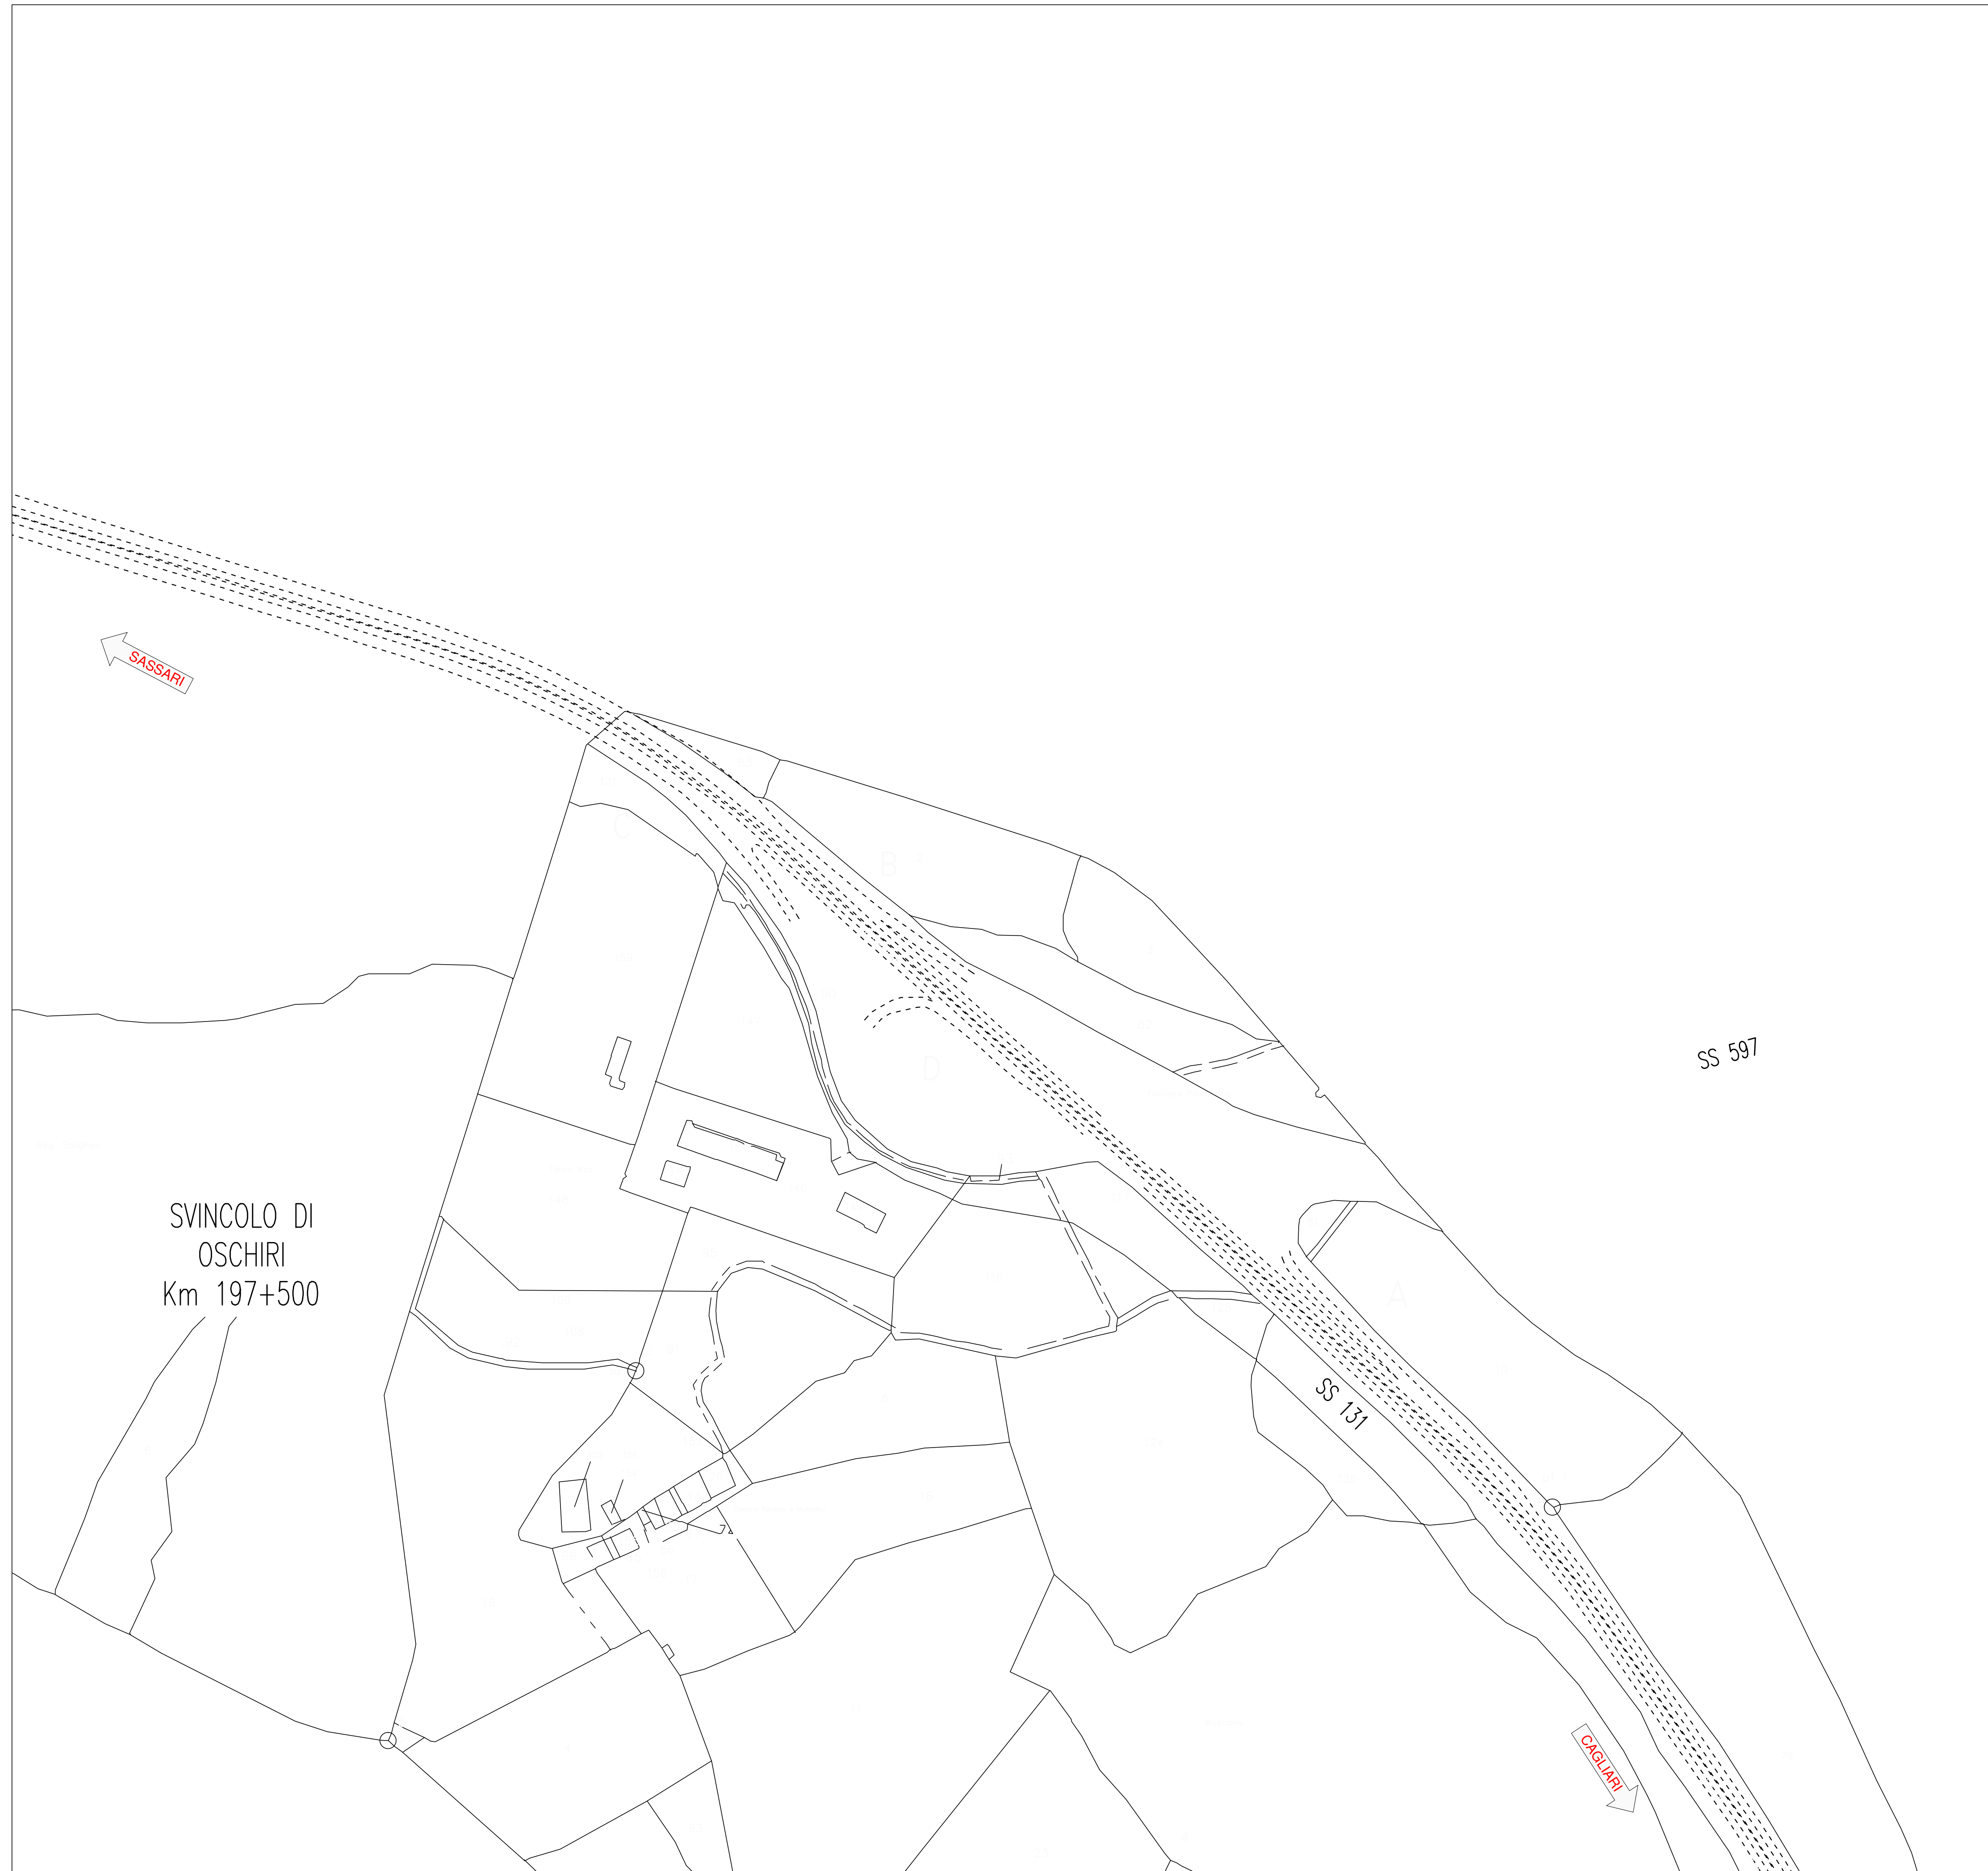 SASSARI
C
B
D
SS 597
SVINCOLO DI
OSCHIRI
Km 197+500
A
SS 131
CAGLIARI